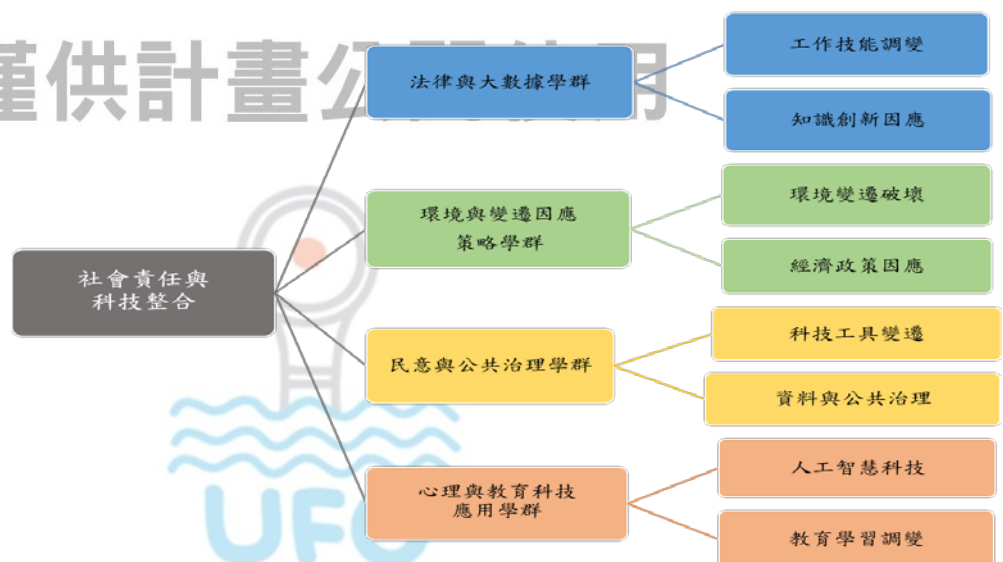 僅供計畫公開使用
社會責任與
科技整合
法律與大數據學群
工作技能調變
知識創新因應
環境與變遷因應
策略學群
環境變遷破壞
經濟政策因應
民意與公共治理學群
科技工具變遷
資料與公共治理
心理與教育科技
應用學群
人工智慧科技
教育學習調變
UFO